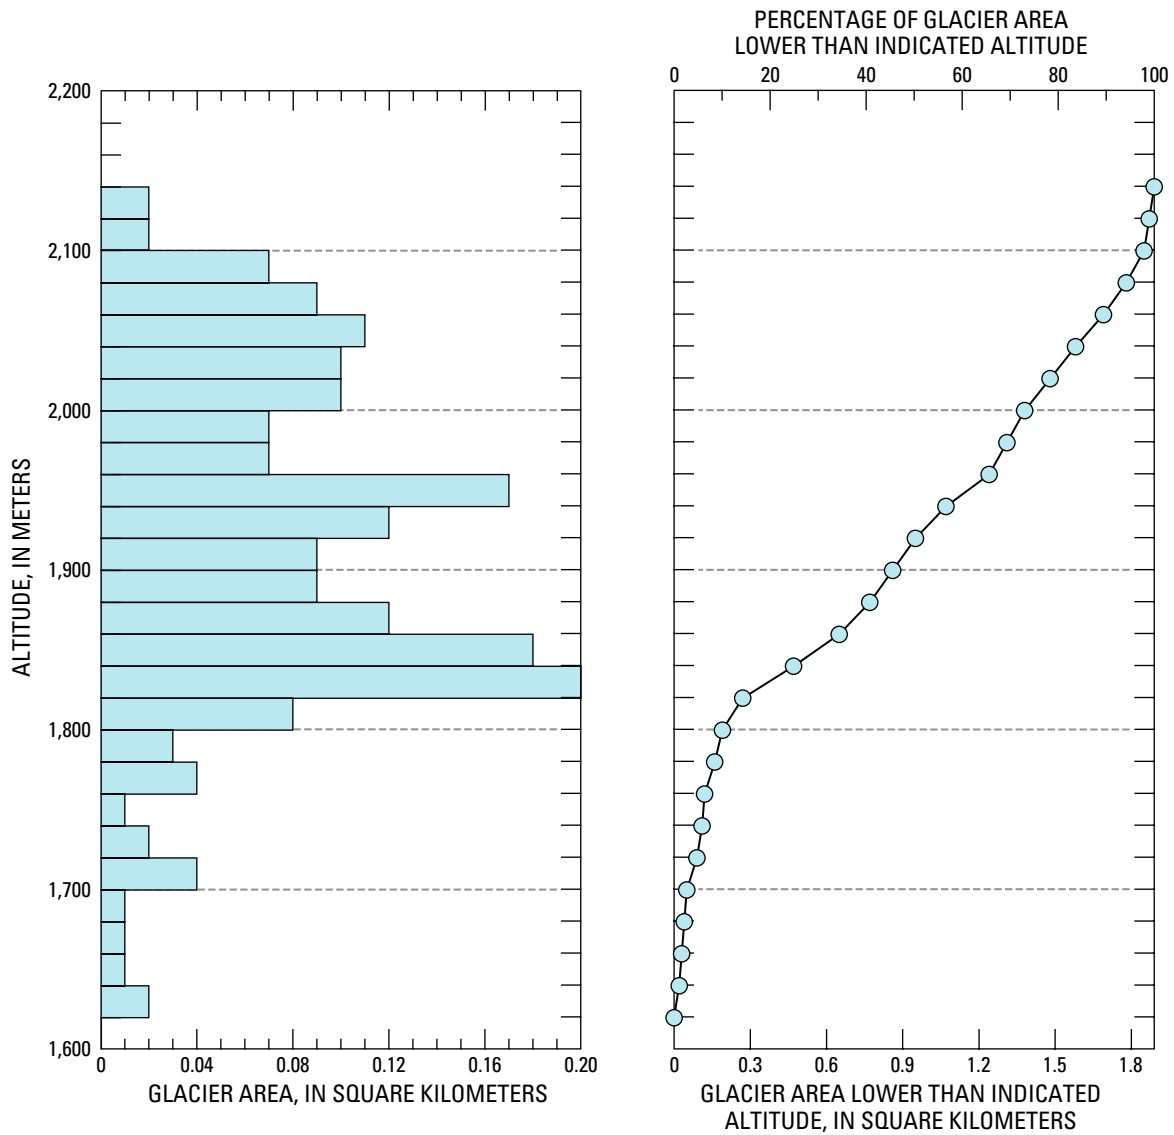 PERCENTAGE OF GLACIER AREA
LOWER THAN INDICATED ALTITUDE
0 20 40 60 80 100
2,200
2,100
2,000
1,900
1,800
1,700
1,600
ALTITUDE, IN METERS
0 0.04 0.08 0.12 0.16 0.20
GLACIER AREA, IN SQUARE KILOMETERS
0 0.3 0.6 0.9 1.2 1.5 1.8
GLACIER AREA LOWER THAN INDICATED
ALTITUDE, IN SQUARE KILOMETERS